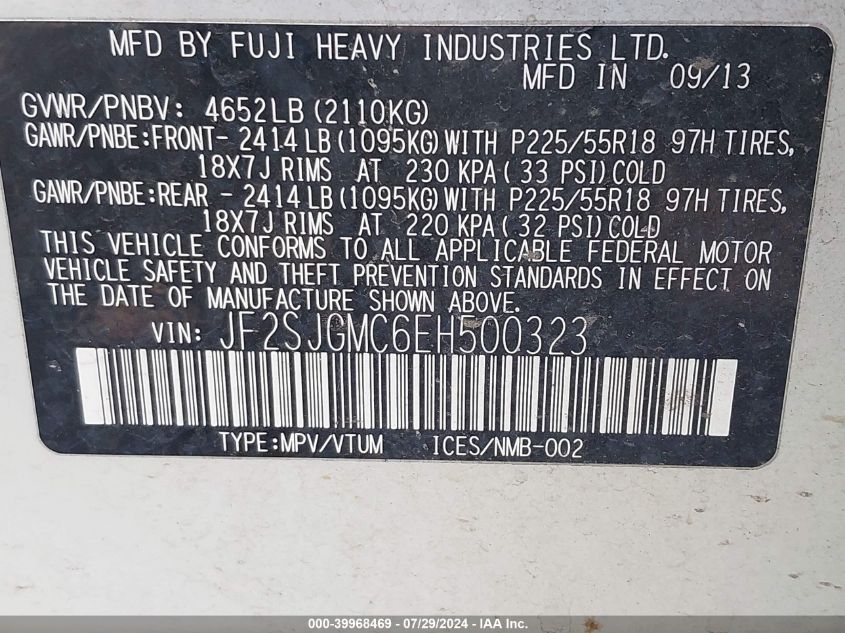 MFD BY FUJI HEAVY INDUSTRIES LTD.
MFD IN 09/13
GVWR/PNBV: 4652LB (2110KG)
GAWR/PNBE:FRONT- 2414 LB (1095KG) WITH P225/55R18 97H TIRES,
18X7J RIMS AT 230 KPA ( 33 PSI) COLD
GAWR/PNBE:REAR - 2414 LB (1095KG) WITH P225/55R18 97H TIRES,
18X7J RIMS AT 220 KPA ( 32 PSI) COLD
THIS VEHICLE CONFORMS TO ALL APPLICABLE FEDERAL MOTOR
VEHICLE SAFETY AND THEFT PREVENTION STANDARDS IN EFFECT ON
THE DATE OF MANUFACTURE SHOWN ABOVE.
VIN: JF2SJGMC6EH500323
TYPE:MPV/VTUM ICES/NMB-002
000-39968469 - 07/29/2024 - IAAI.com